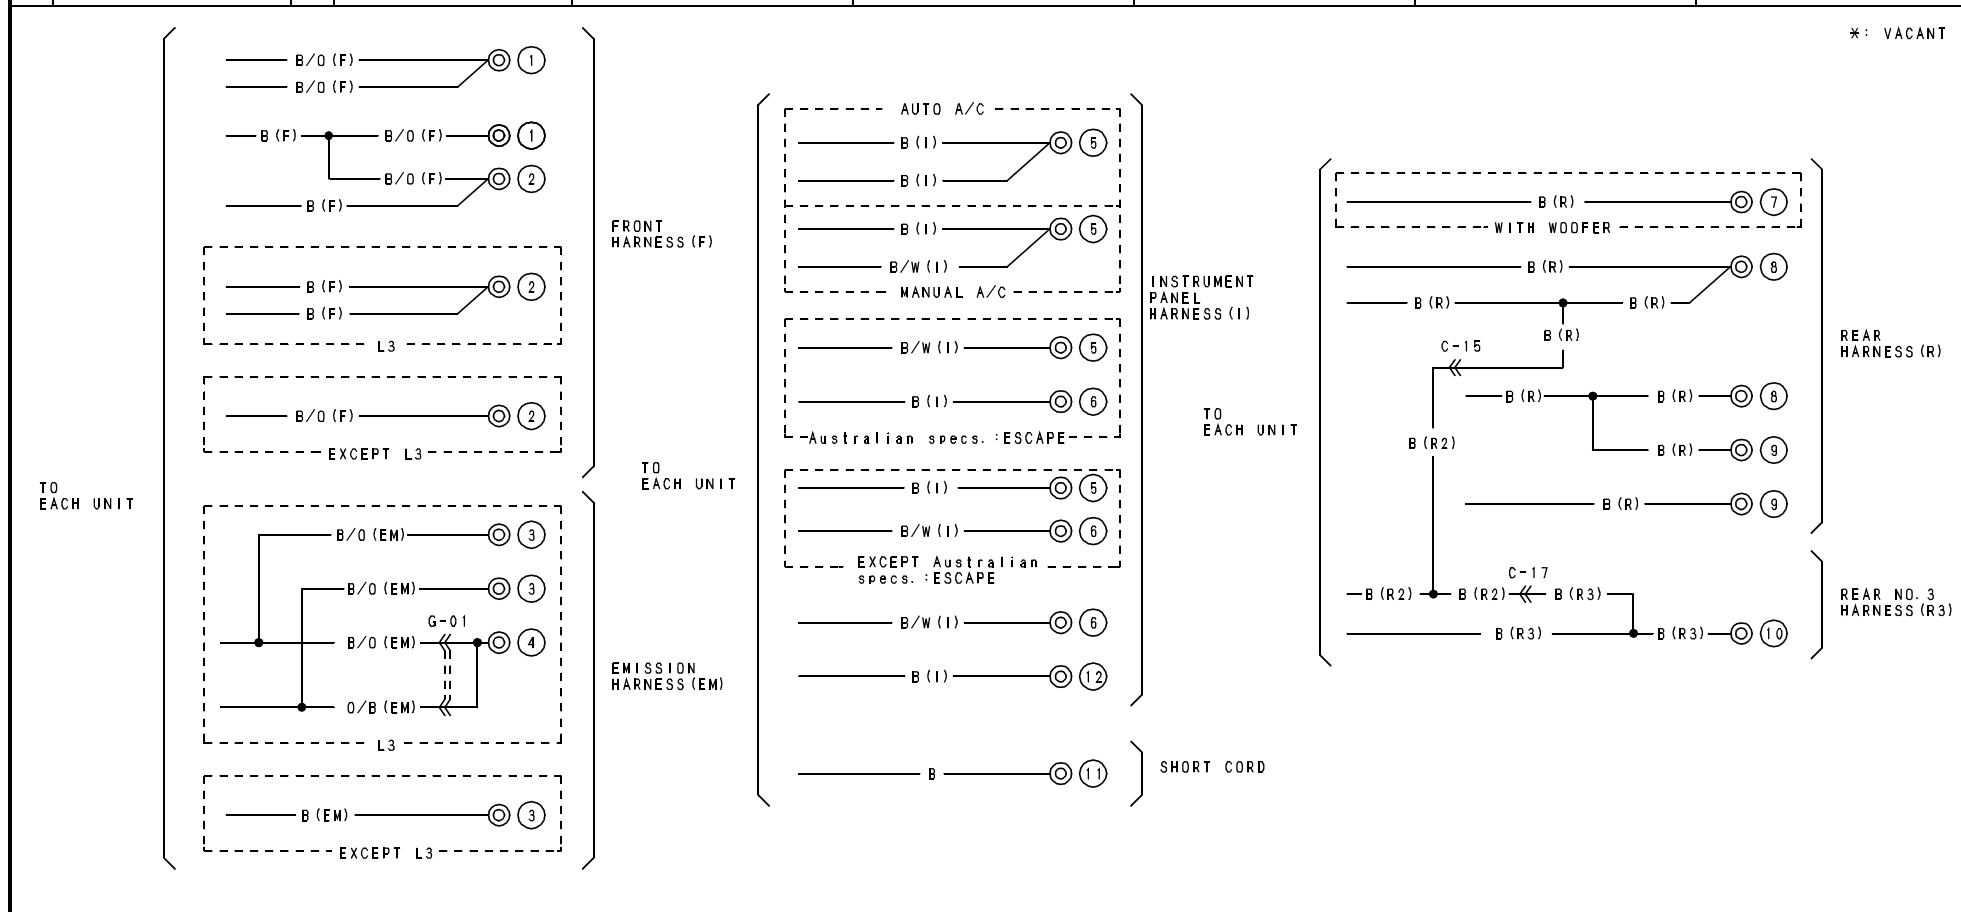 *: VACANT
B/O (F) 1
B/O (F)
B (F) B/O (F) 1
B/O (F) 2
B (F)
B (F) 2
B (F)
L3
B/O (F) 2
EXCEPT L3
FRONT
HARNESS (F)
TO
EACH UNIT
B/O (EM) 3
B/O (EM) 3
G-01
B/O (EM) 4
O/B (EM)
L3
B (EM) 3
EXCEPT L3
EMISSION
HARNESS (EM)
TO
EACH UNIT
AUTO A/C
B (I) 5
B (I)
B (I) 5
B/W (I)
MANUAL A/C
B/W (I) 5
B (I) 6
Australian specs. :ESCAPE
B (I) 5
B/W (I) 6
EXCEPT Australian
specs. :ESCAPE
B/W (I) 6
B (I) 12
INSTRUMENT
PANEL
HARNESS (I)
B 11
SHORT CORD
TO
EACH UNIT
B (R) 7
WITH WOOFER
B (R) 8
B (R) B (R)
B (R)
C-15
B (R) B (R) 8
B (R2)
B (R) 9
B (R) 9
REAR
HARNESS (R)
C-17
B (R2) B (R2) B (R3)
B (R3) B (R3) 10
REAR NO. 3
HARNESS (R3)